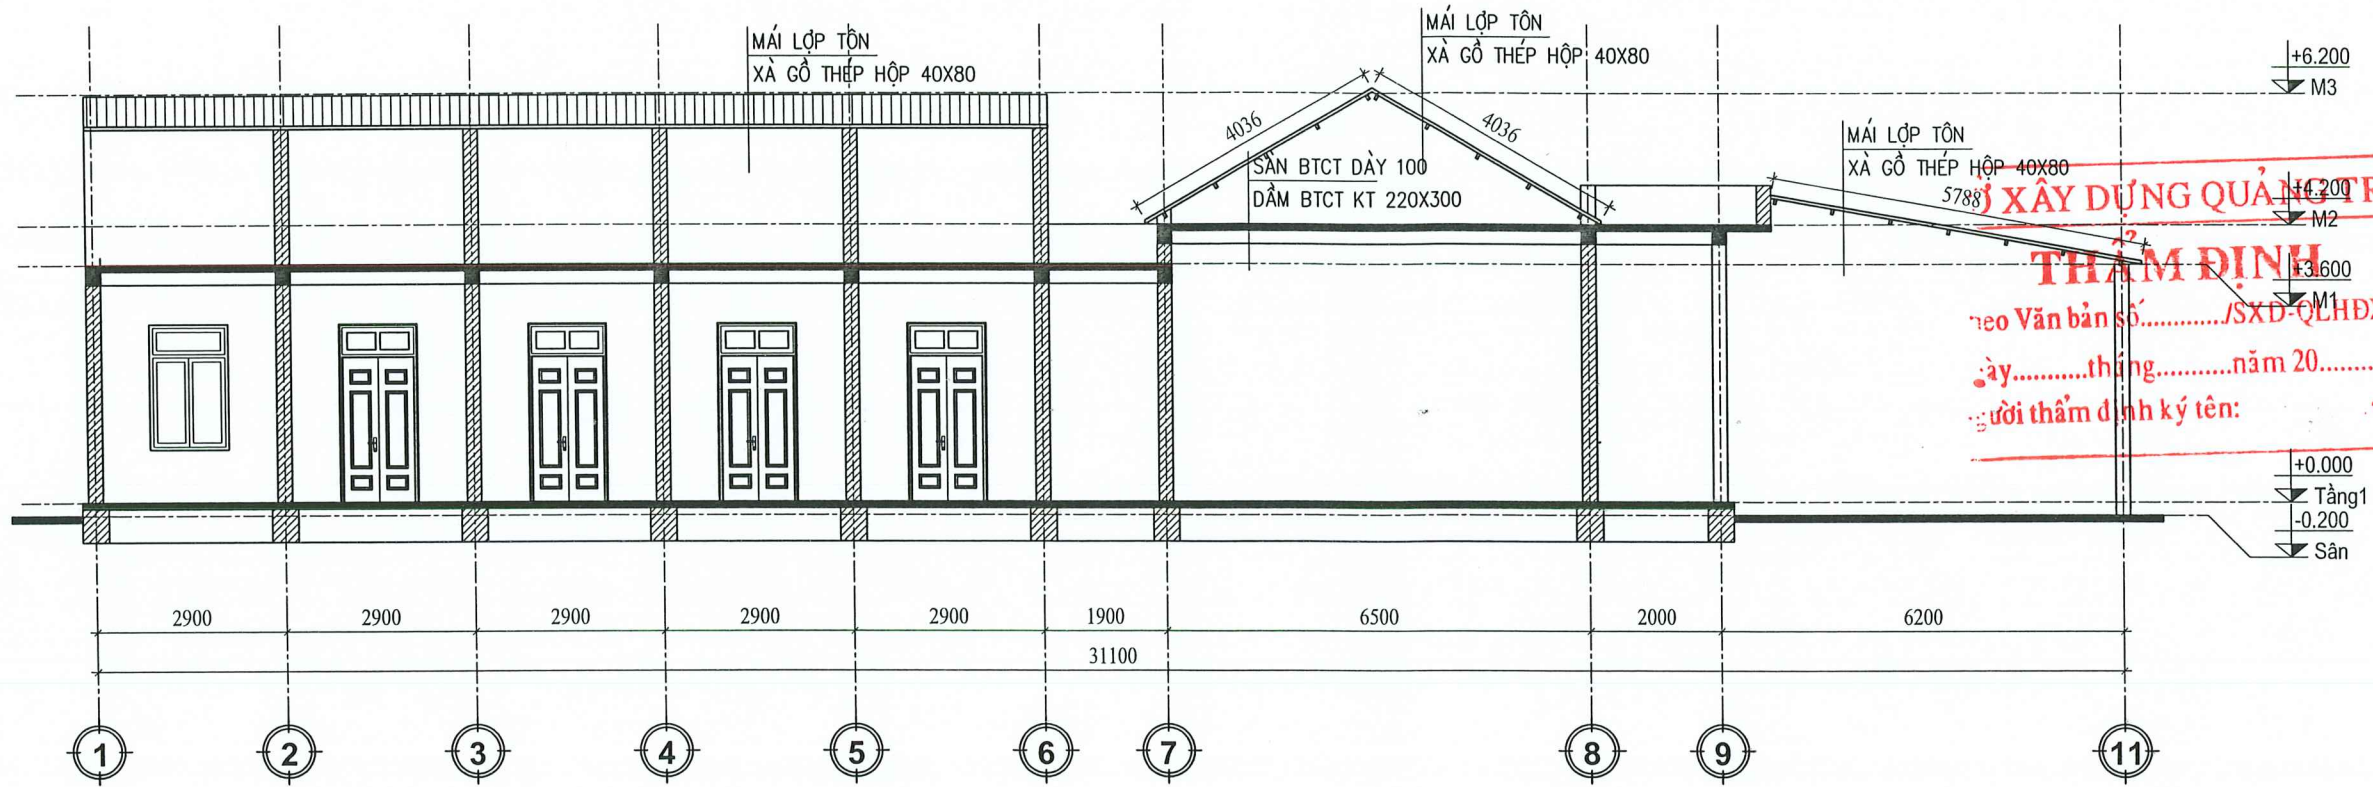 MÁI LỢP TÔN
XÀ GỒ THÉP HỘP 40X80
MÁI LỢP TÔN
XÀ GỒ THÉP HỘP 40X80
+6.200
M3
4036
4036
SÀN BTCT DÀY 100
DẦM BTCT KT 220X300
MÁI LỢP TÔN
XÀ GỒ THÉP HỘP 40X80
5788
XÂY DỰNG QUẢNG
+4.200
M2
THẨM ĐỊNH
+3.600
M1
Văn bản số............/SXD-QLHĐ
...........tháng...........năm 20.........
thẩm định ký tên:
+0.000
Tầng1
-0.200
Sân
2900
2900
2900
2900
2900
1900
6500
2000
6200
31100
1
2
3
4
5
6
7
8
9
11